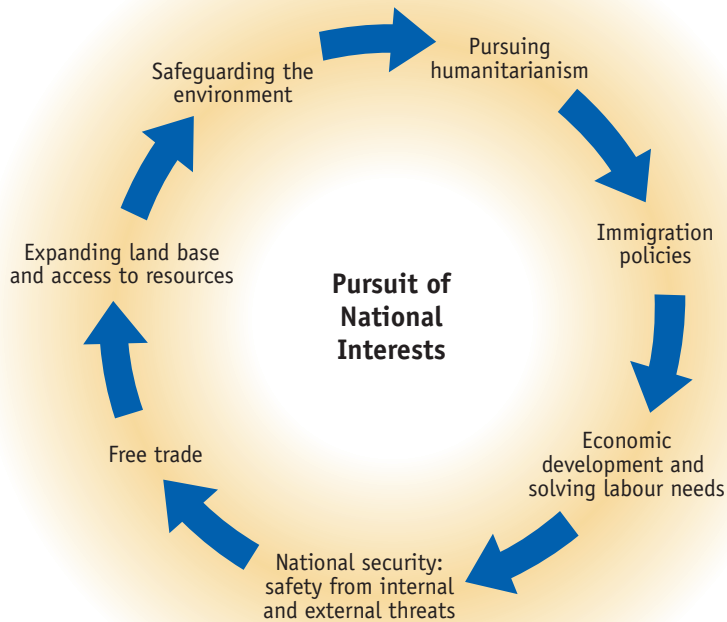 Pursuing
humanitarianism
Safeguarding the
environment
Immigration
policies
Expanding land base
and access to resources
Pursuit of
National
Interests
Economic
development and
solving labour needs
Free trade
National security:
safety from internal
and external threats